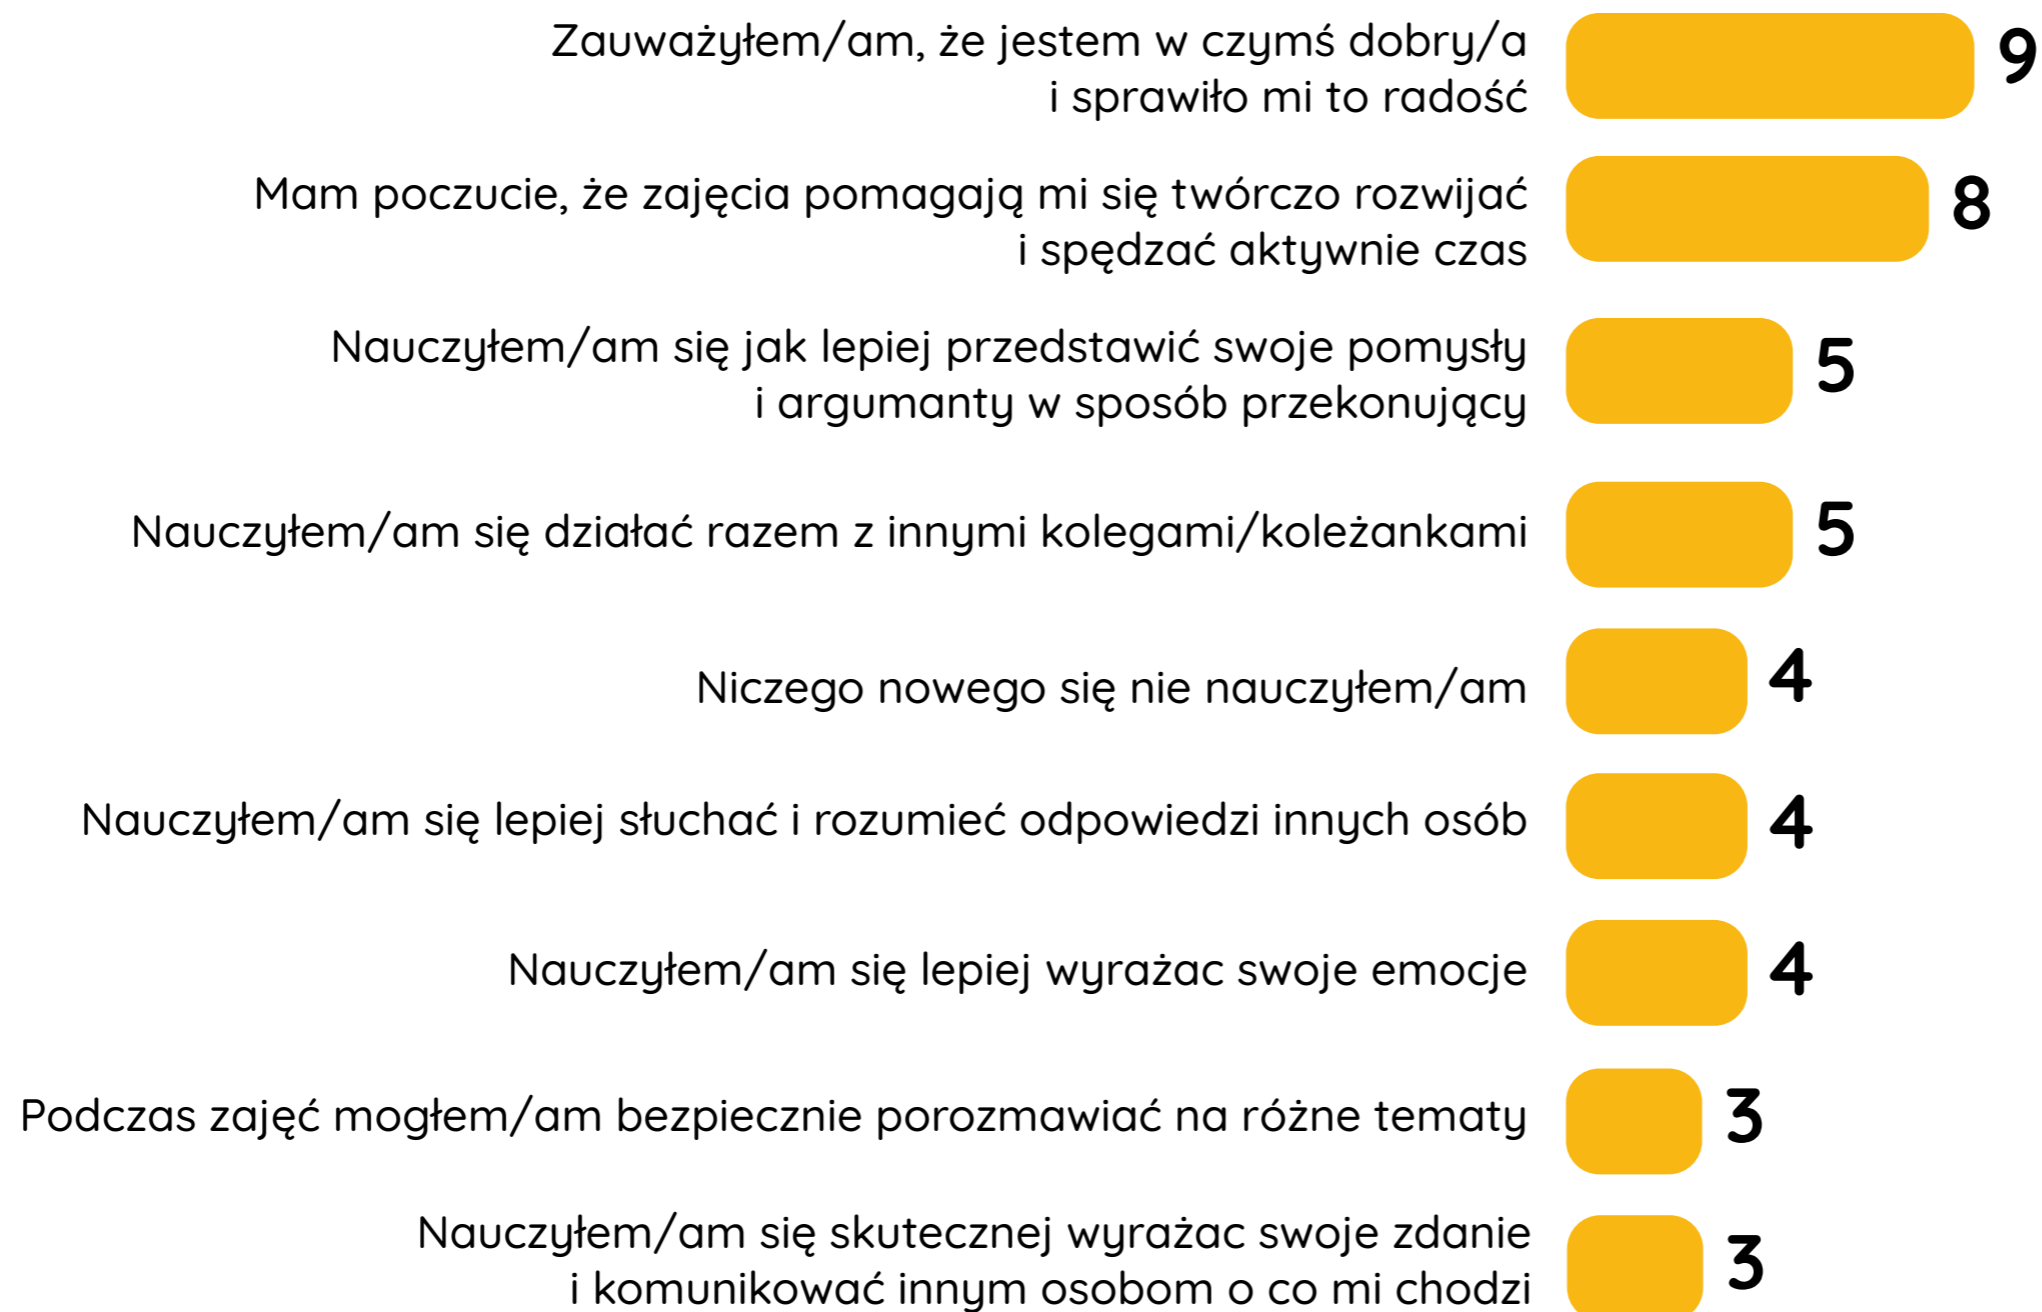 Zauważyłem/am, że jestem w czymś dobry/a
i sprawiło mi to radość
9
Mam poczucie, że zajęcia pomagają mi się twórczo rozwijać
i spędzać aktywnie czas
8
Nauczyłem/am się jak lepiej przedstawić swoje pomysły
i argumanty w sposób przekonujący
5
Nauczyłem/am się działać razem z innymi kolegami/koleżankami
5
Niczego nowego się nie nauczyłem/am
4
Nauczyłem/am się lepiej słuchać i rozumieć odpowiedzi innych osób
4
Nauczyłem/am się lepiej wyrażac swoje emocje
4
Podczas zajęć mogłem/am bezpiecznie porozmawiać na różne tematy
3
Nauczyłem/am się skutecznej wyrażac swoje zdanie
i komunikować innym osobom o co mi chodzi
3